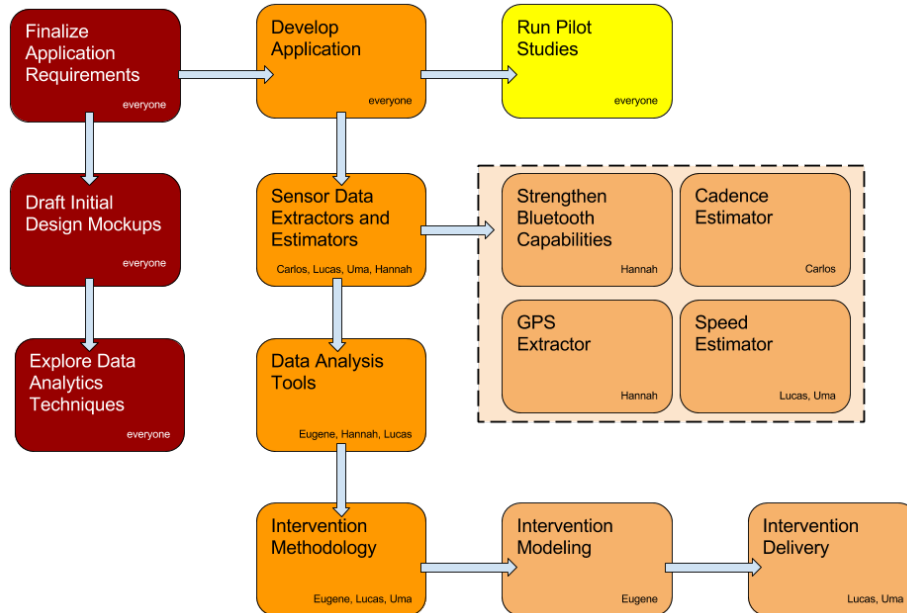 Finalize
Application
Requirements
everyone
Develop
Application
everyone
Run Pilot
Studies
everyone
Draft Initial
Design Mockups
everyone
Sensor Data
Extractors and
Estimators
Carlos, Lucas, Uma, Hannah
Strengthen
Bluetooth
Capabilities
Hannah
Cadence
Estimator
Carlos
GPS
Extractor
Hannah
Speed
Estimator
Lucas, Uma
Explore Data
Analytics
Techniques
everyone
Data Analysis
Tools
Eugene, Hannah, Lucas
Intervention
Methodology
Eugene, Lucas, Uma
Intervention
Modeling
Eugene
Intervention
Delivery
Lucas, Uma